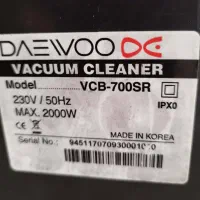 DAEWOO
VACUUM CLEANER
Model VCB-700SR
230V / 50Hz IPX0
MAX. 2000W
MADE IN KOREA
Serial No.: